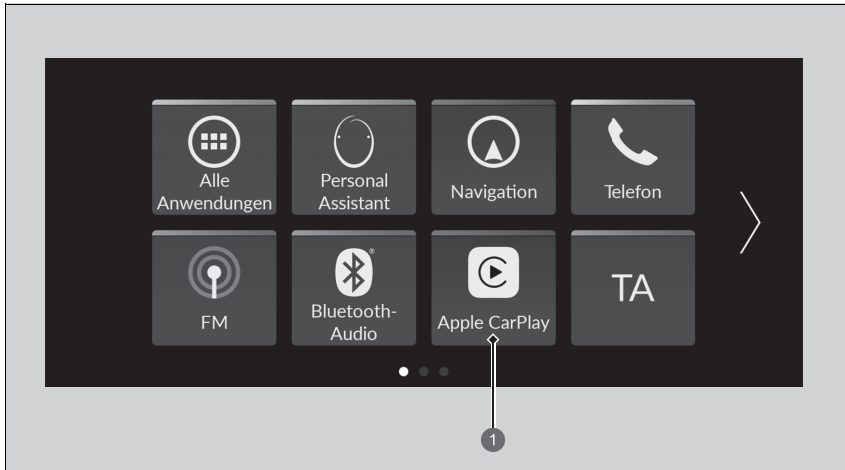 Alle
Anwendungen
Personal
Assistant
Navigation
Telefon
FM
®
Bluetooth-
Audio
Apple CarPlay
TA
1